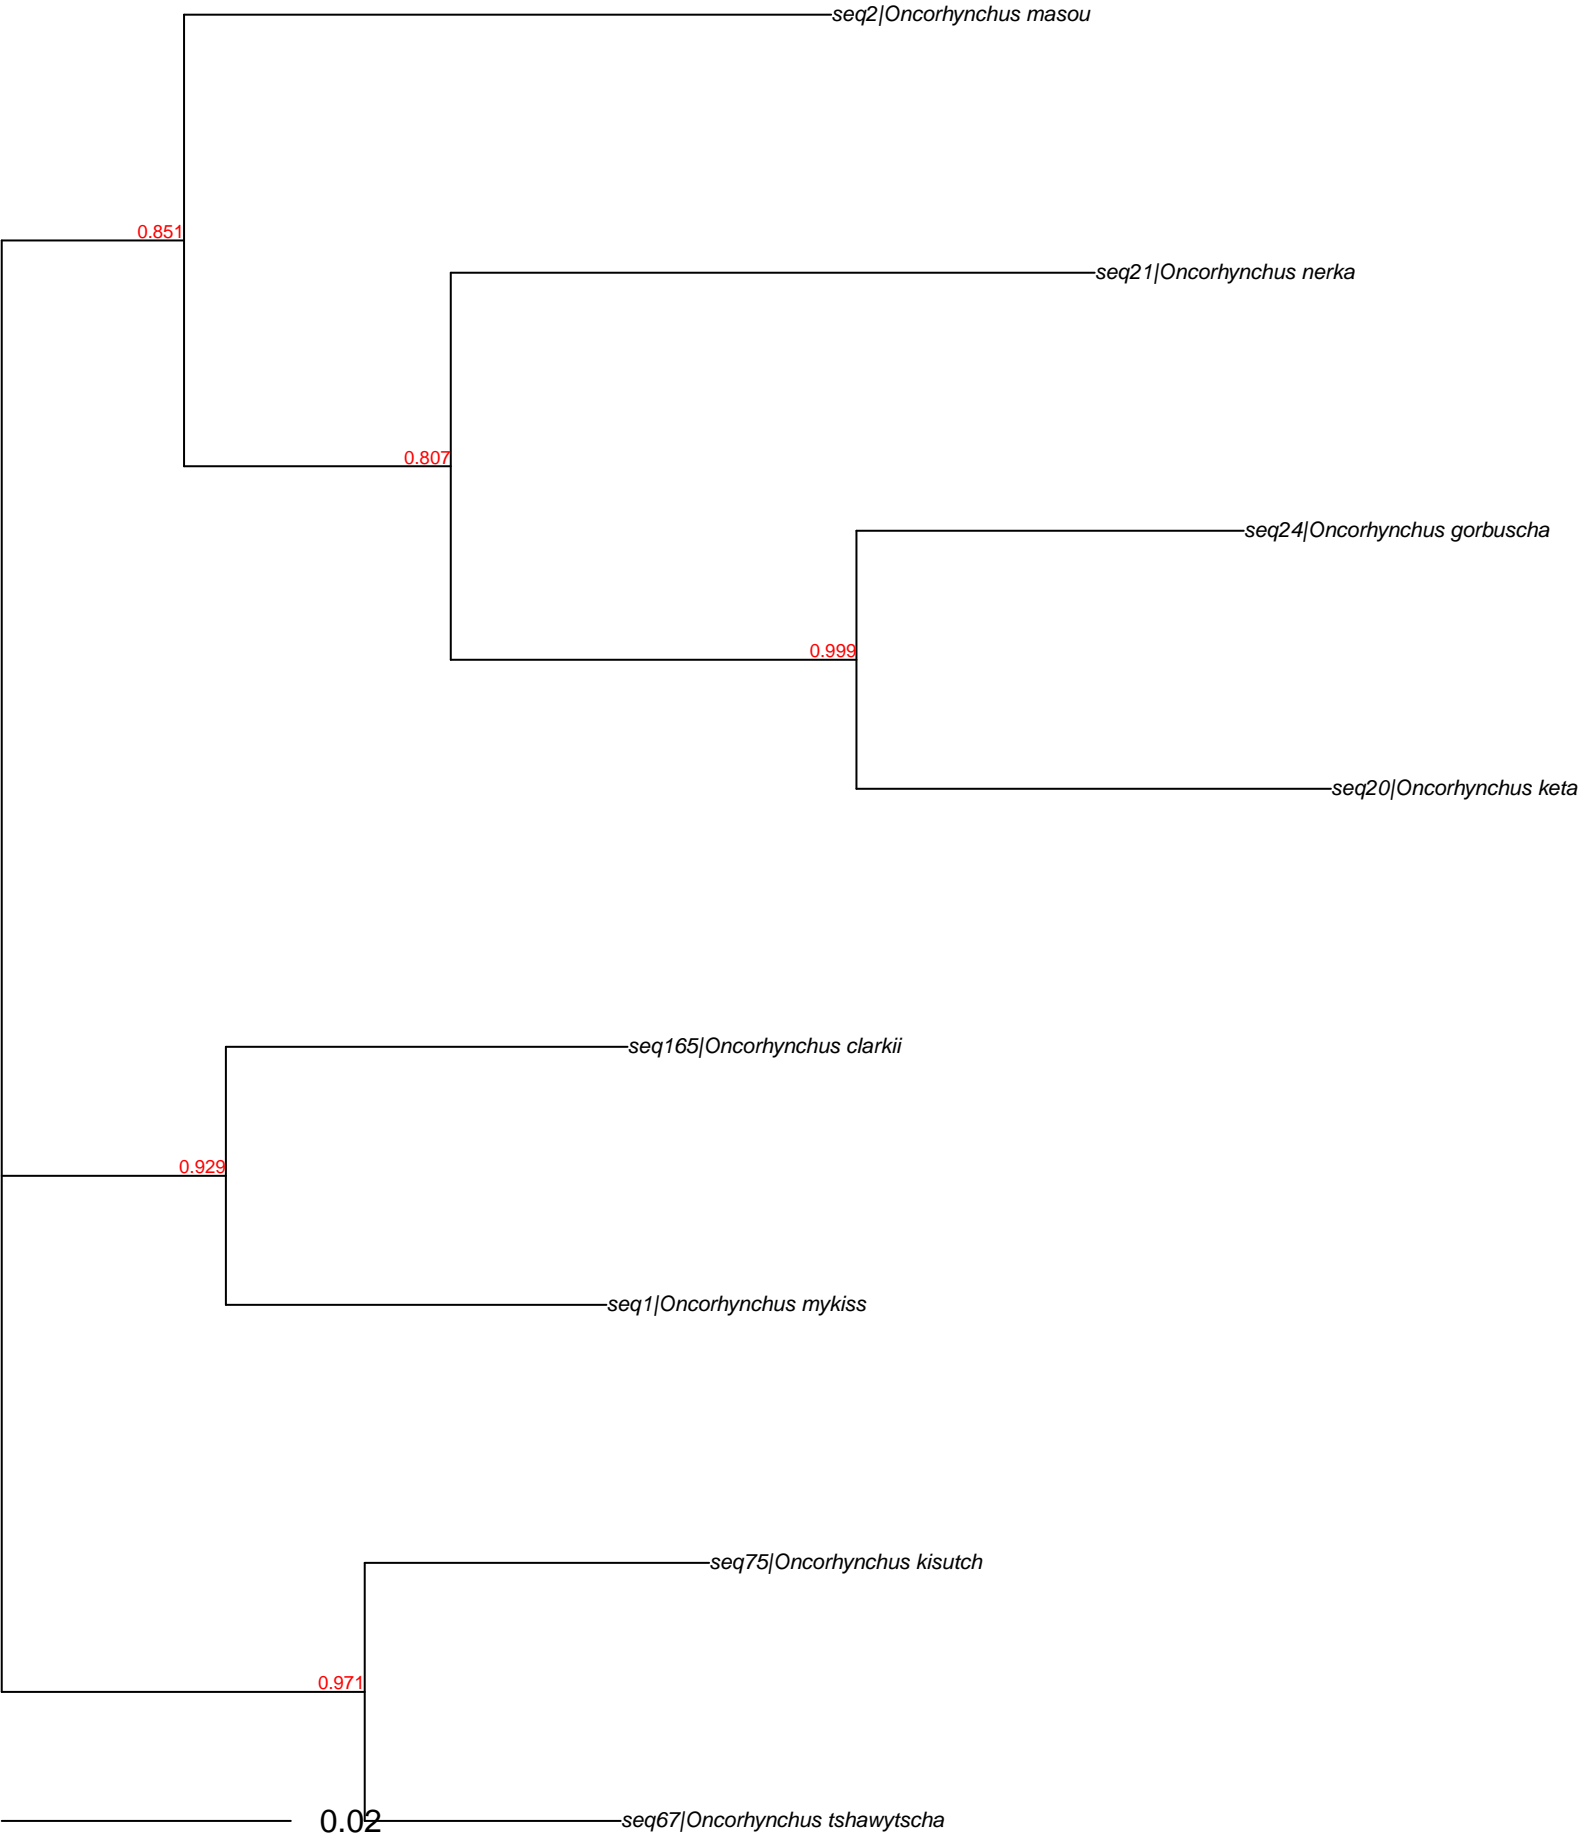 seq2|Oncorhynchus masou
0.851
seq21|Oncorhynchus nerka
0.807
seq24|Oncorhynchus gorbuscha
0.999
seq20|Oncorhynchus keta
seq165|Oncorhynchus clarkii
0.929
seq1|Oncorhynchus mykiss
seq75|Oncorhynchus kisutch
0.971
0.02
seq67|Oncorhynchus tshawytscha